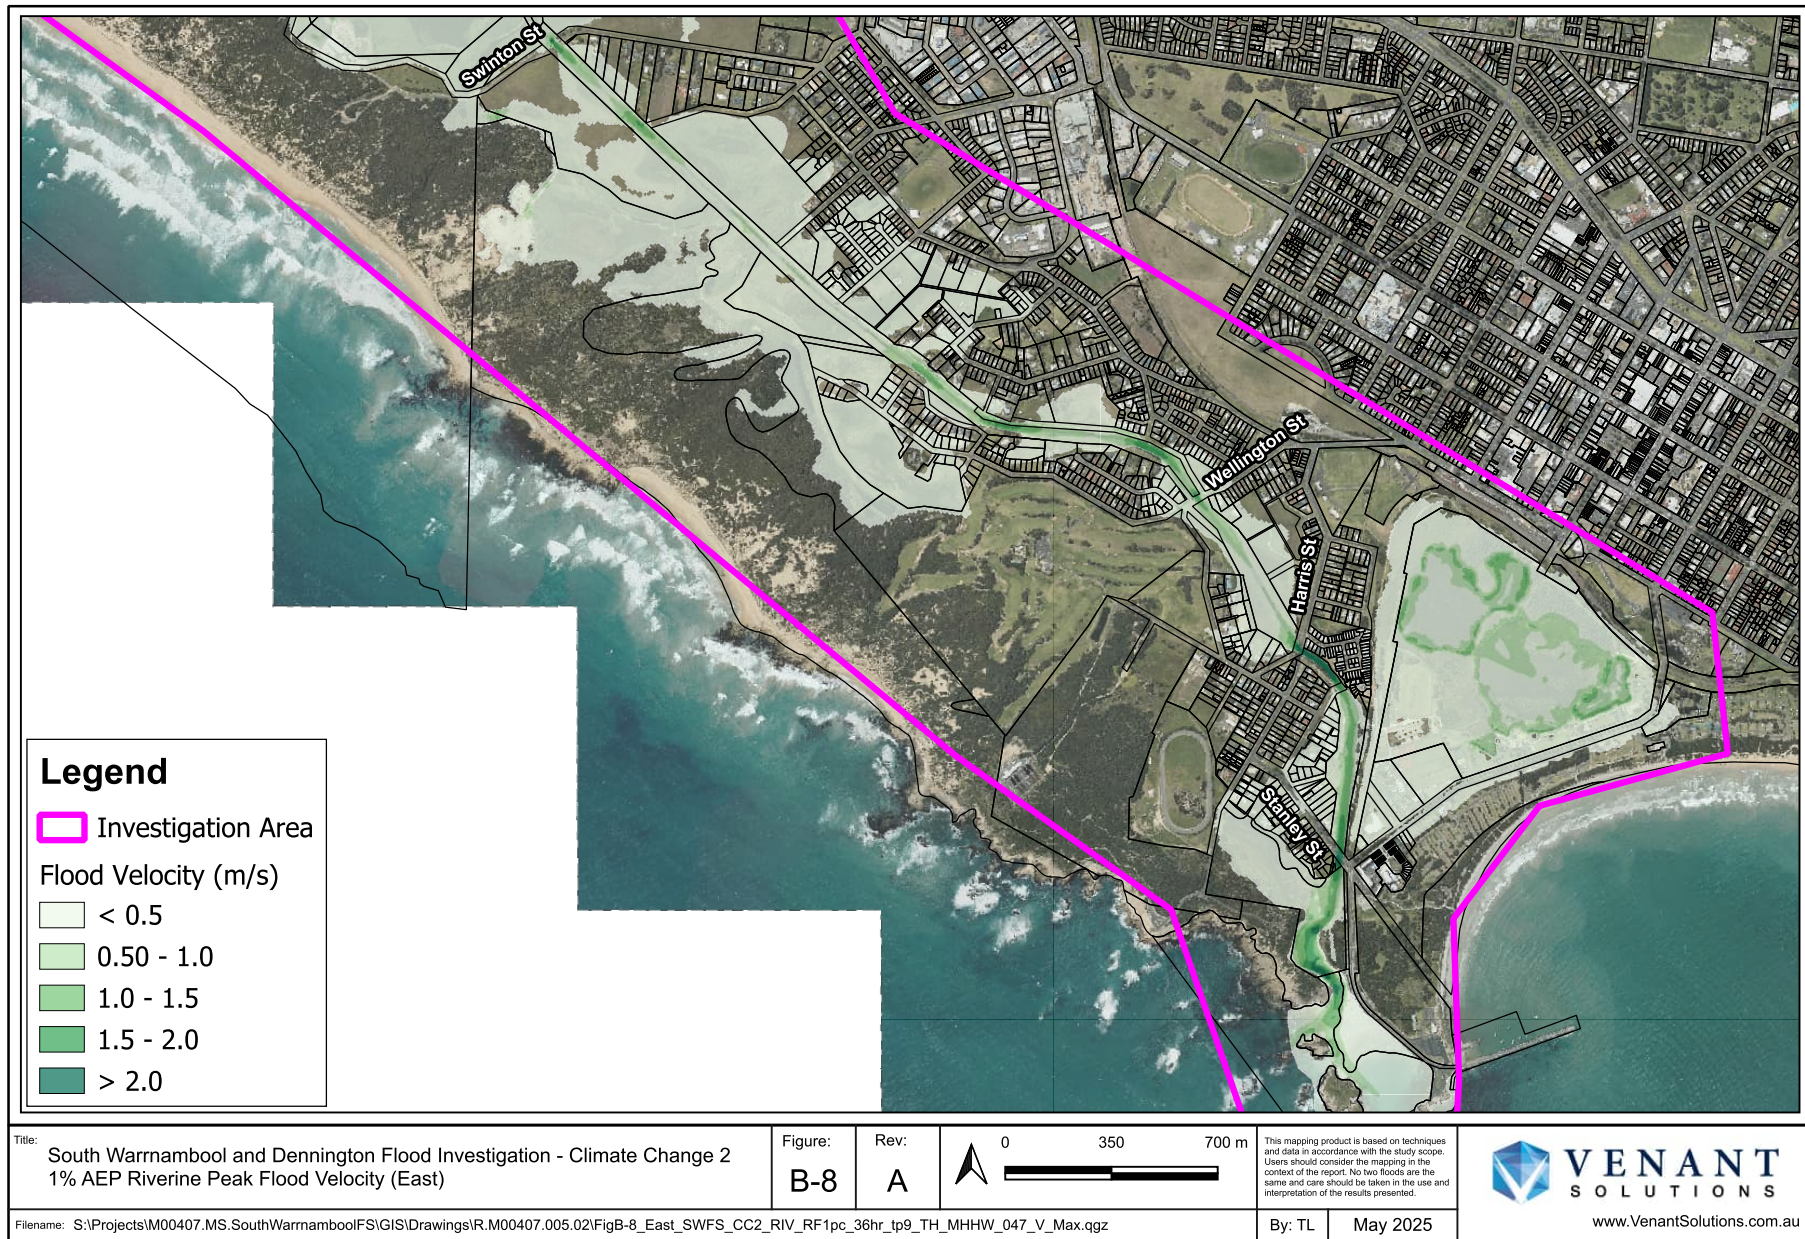 Swinton St
Wellington St
Harris St
Stanley St
Legend
Investigation Area
Flood Velocity (m/s)
< 0.5
0.50 - 1.0
1.0 - 1.5
1.5 - 2.0
> 2.0
Title:
South Warrnambool and Dennington Flood Investigation - Climate Change 2
1% AEP Riverine Peak Flood Velocity (East)
Figure:
B-8
Rev:
A
0 350 700 m
This mapping product is based on techniques
and data in accordance with the study scope.
Users should consider the mapping in the
context of the report. No two floods are the
same and care should be taken in the use and
interpretation of the results presented.
VENANT
SOLUTIONS
www.VenantSolutions.com.au
Filename: S:\Projects\M00407.MS.SouthWarrnamboolFS\GIS\Drawings\R.M00407.005.02\FigB-8_East_SWFS_CC2_RIV_RF1pc_36hr_tp9_TH_MHHW_047_V_Max.qgz
By: TL
May 2025